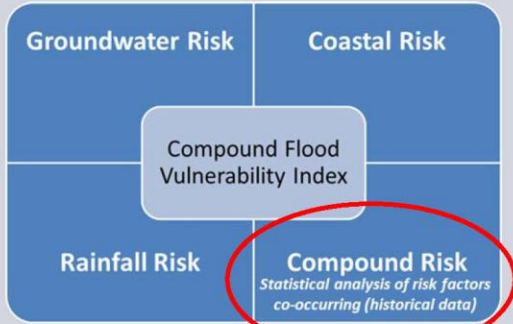 Groundwater Risk
Coastal Risk
Compound Flood
Vulnerability Index
Rainfall Risk
Compound Risk
Statistical analysis of risk factors
co-occurring (historical data)